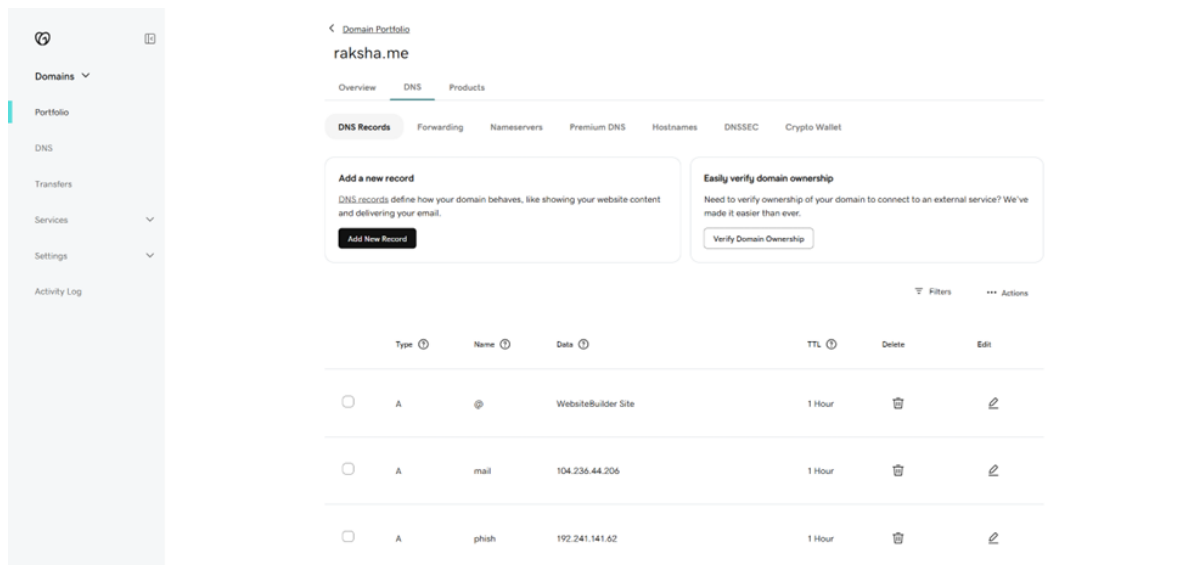 Domains
Portfolio
DNS
Transfers
Services
Settings
Activity Log
Domain Portfolio
raksha.me
Overview DNS Products
DNS Records Forwarding Nameservers Premium DNS Hostnames DNSSEC Crypto Wallet
Add a new record
DNS records define how your domain behaves, like showing your website content
and delivering your email.
Add New Record
Easily verify domain ownership
Need to verify ownership of your domain to connect to an external service? We've
made it easier than ever.
Verify Domain Ownership
Filters ••• Actions
Type ? Name ? Data ? TTL ? Delete Edit
A @ WebsiteBuilder Site 1 Hour
A mail 104.236.44.206 1 Hour
A phish 192.241.141.62 1 Hour